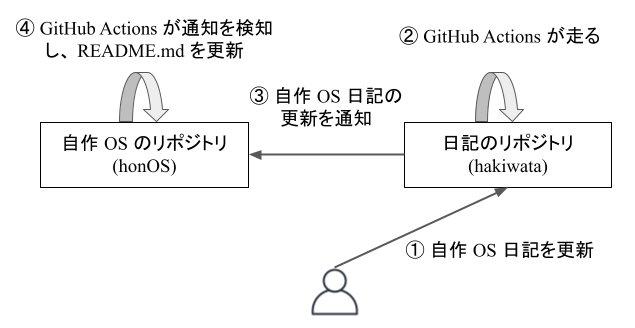 ④ GitHub Actions が通知を検知
し、README.md を更新
② GitHub Actions が走る
③ 自作 OS 日記の
更新を通知
自作 OS のリポジトリ
(honOS)
日記のリポジトリ
(hakiwata)
① 自作 OS 日記を更新